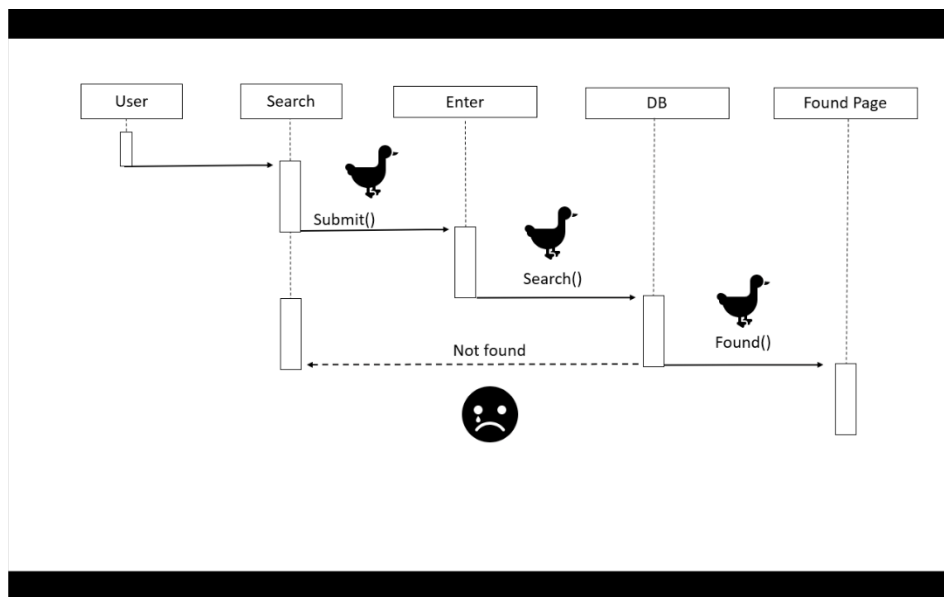 User
Search
Enter
DB
Found Page
Submit()
Search()
Found()
Not found